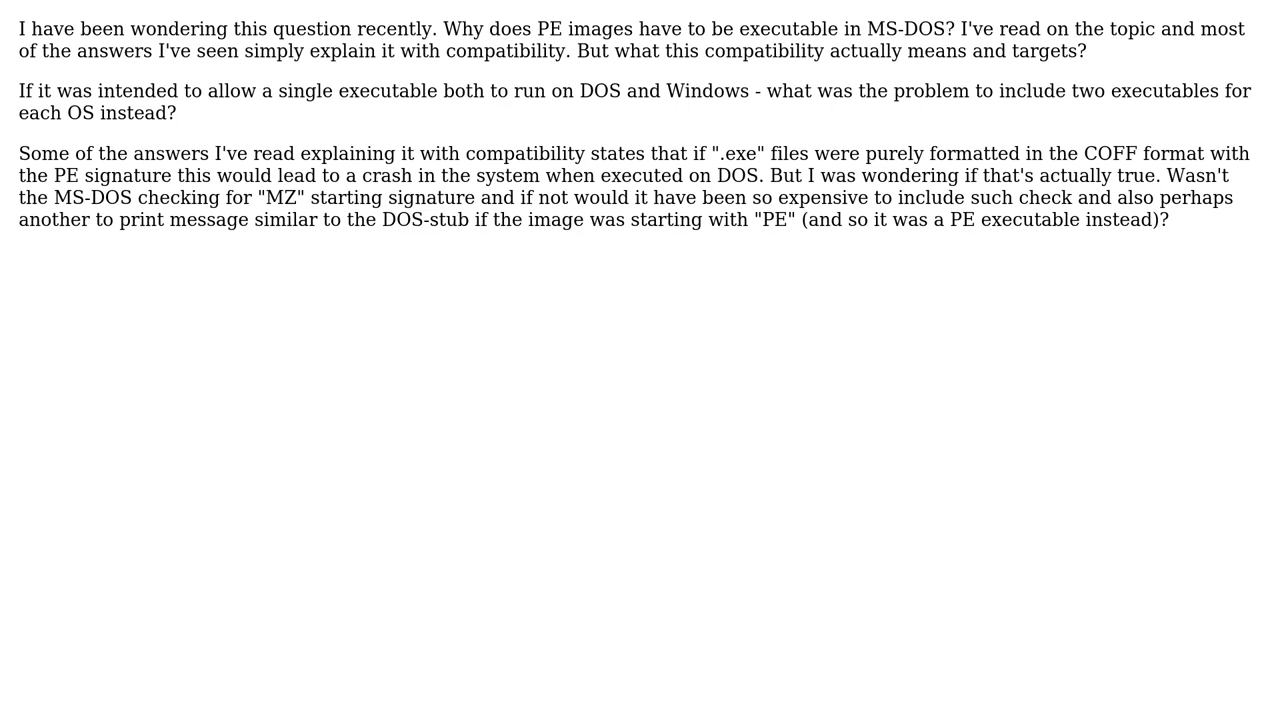 I have been wondering this question recently. Why does PE images have to be executable in MS-DOS? I've read on the topic and most
of the answers I've seen simply explain it with compatibility. But what this compatibility actually means and targets?
If it was intended to allow a single executable both to run on DOS and Windows - what was the problem to include two executables for
each OS instead?
Some of the answers I've read explaining it with compatibility states that if ".exe" files were purely formatted in the COFF format with
the PE signature this would lead to a crash in the system when executed on DOS. But I was wondering if that's actually true. Wasn't
the MS-DOS checking for "MZ" starting signature and if not would it have been so expensive to include such check and also perhaps
another to print message similar to the DOS-stub if the image was starting with "PE" (and so it was a PE executable instead)?